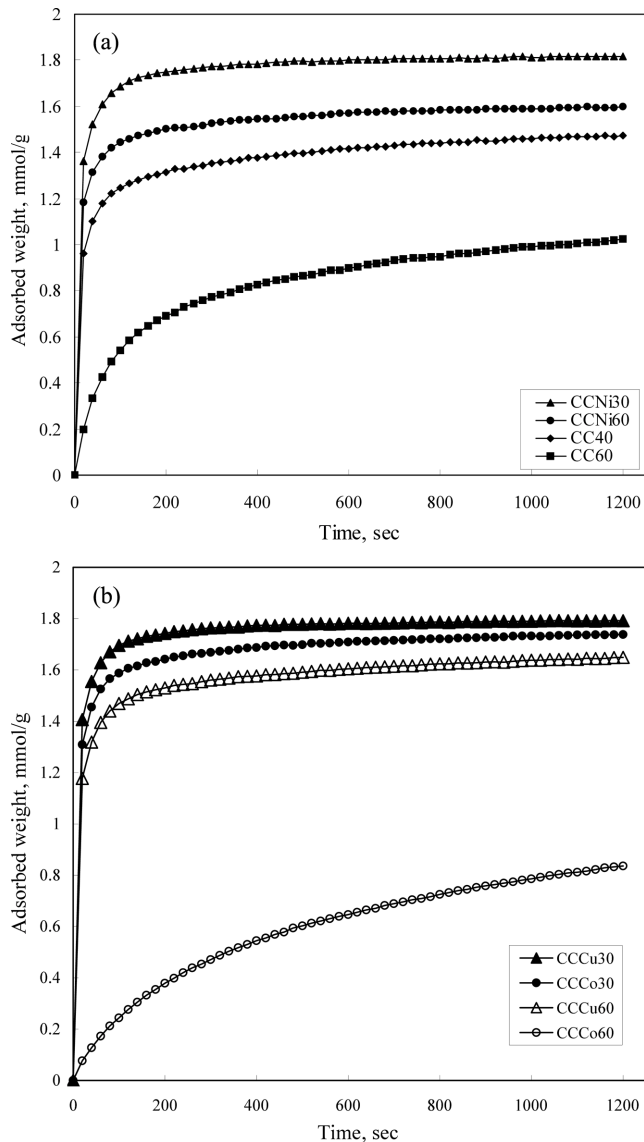 (a)
2
1.8
1.6
1.4
1.2
1
0.8
0.6
0.4
0.2
0
Adsorbed weight, mmol/g
CCNi30
CCNi60
CC40
CC60
0 200 400 600 800 1000 1200
Time, sec
(b)
2
1.8
1.6
1.4
1.2
1
0.8
0.6
0.4
0.2
0
Adsorbed weight, mmol/g
CCCu30
CCCo30
CCCu60
CCCo60
0 200 400 600 800 1000 1200
Time, sec